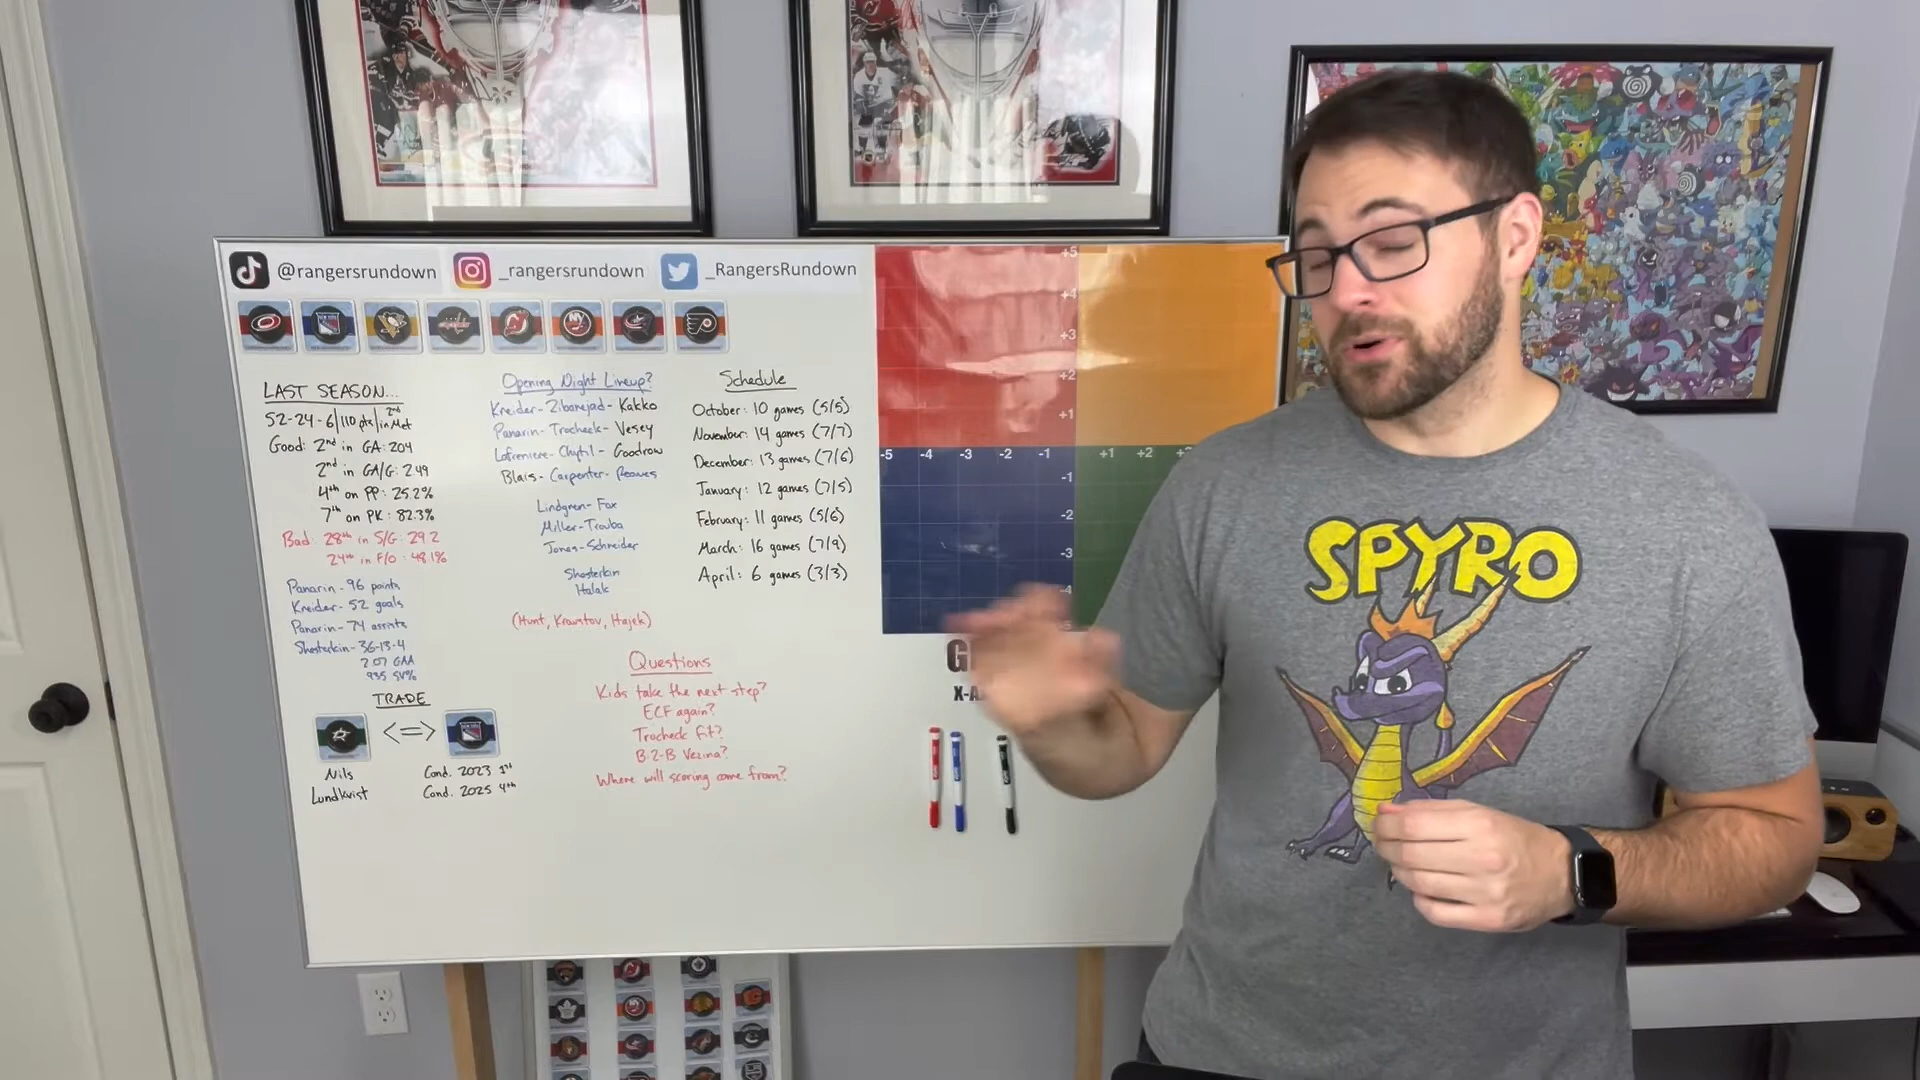 @rangersrundown _rangersrundown _RangersRundown
LAST SEASON...
52-24-6/110 pts/2nd in Met
Good: 2nd in GA: 204
2nd in GA/G: 2.49
4th on PP: 25.2%
7th on PK: 82.3%
Bad: 28th in S/G: 29.2
24th in F/O: 48.1%
Panarin - 96 points
Kreider - 52 goals
Panarin - 74 assists
Shesterkin - 36-13-4
2.07 GAA
.935 SV%
TRADE
<=>
Nils
Lundkvist
Cond. 2023 1st
Cond. 2025 4th
Opening Night Lineup?
Kreider - Zibanejad - Kakko
Panarin - Trocheck - Vesey
Lafreniere - Chytil - Goodrow
Blais - Carpenter - Reaves
Lindgren - Fox
Miller - Trouba
Jones - Schneider
Shesterkin
Halak
(Hunt, Kravstov, Hajek)
Questions
Kids take the next step?
ECF again?
Trocheck fit?
B-2-B Vezina?
Where will scoring come from?
Schedule
October: 10 games (5/5)
November: 14 games (7/7)
December: 13 games (7/6)
January: 12 games (7/5)
February: 11 games (5/6)
March: 16 games (7/9)
April: 6 games (3/3)
+5
+4
+3
+2
+1
-5 -4 -3 -2 -1 +1 +2
-1
-2
-3
-4
SPYRO